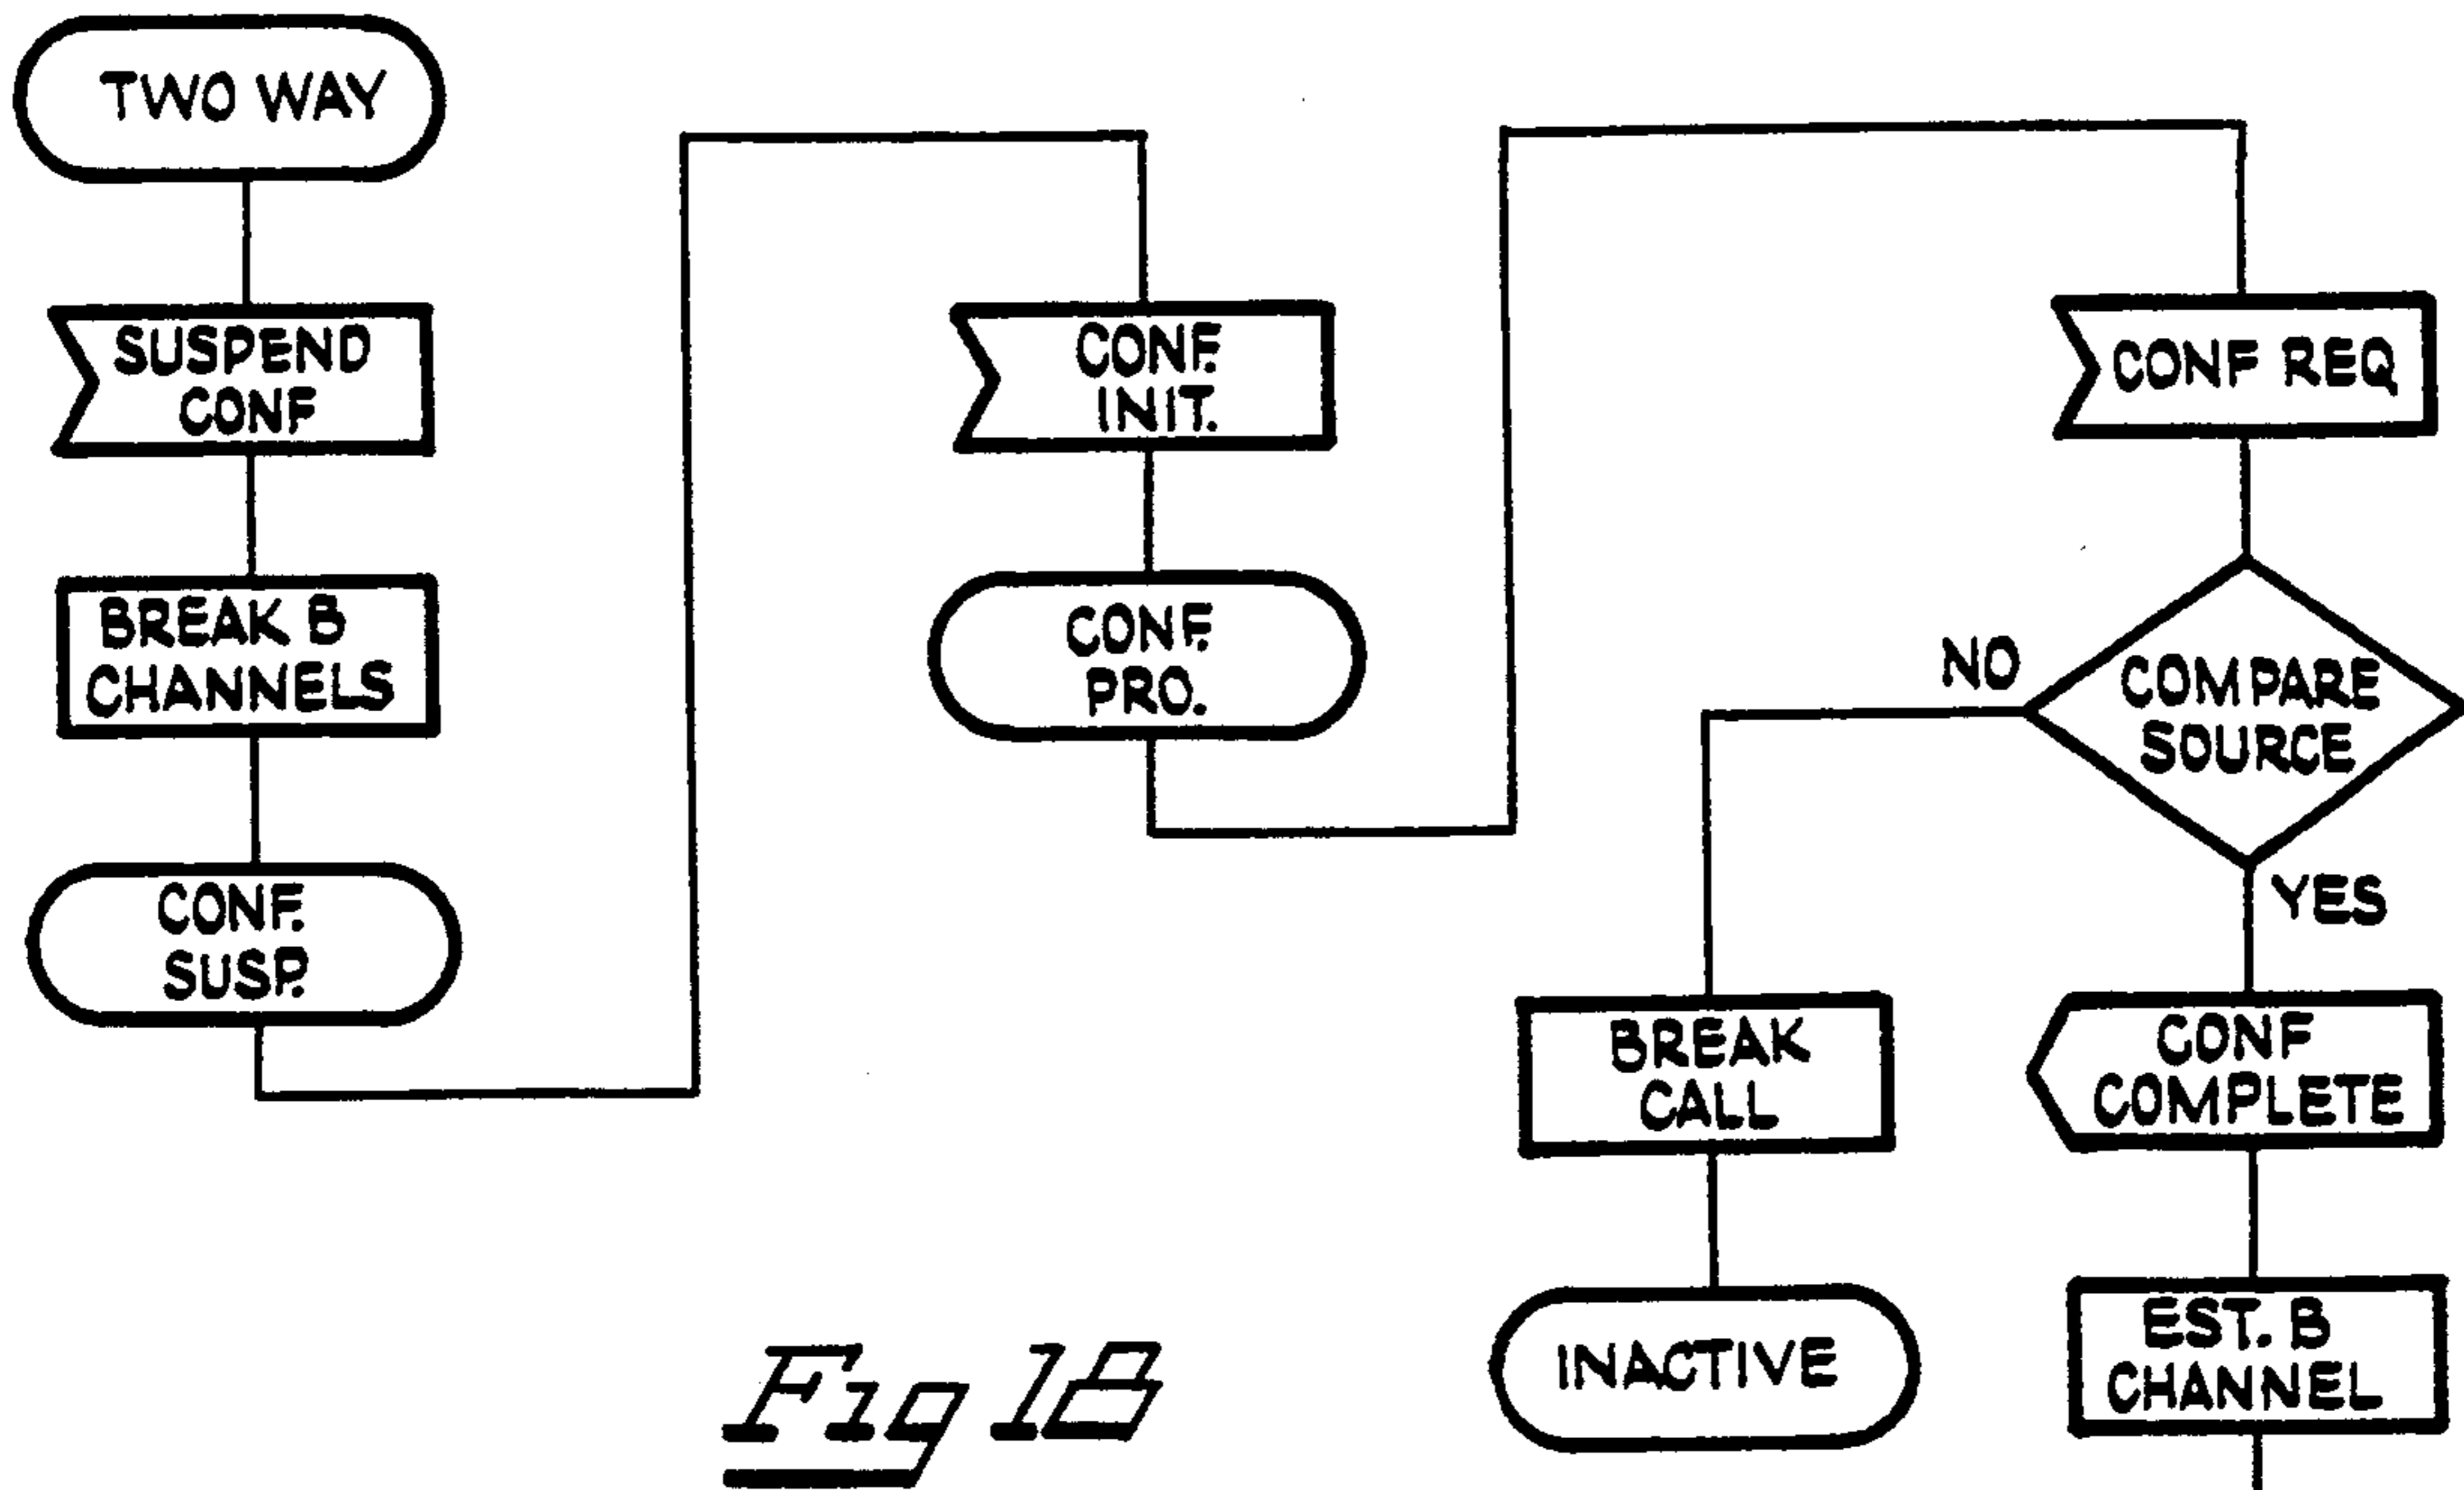 TWO WAY
SUSPEND
CONF
BREAK B
CHANNELS
CONF.
SUSP.
CONF.
INIT.
CONF.
PRO.
CONF REQ
COMPARE
SOURCE
NO
YES
BREAK
CALL
INACTIVE
CONF
COMPLETE
EST. B
CHANNEL
Fig 18